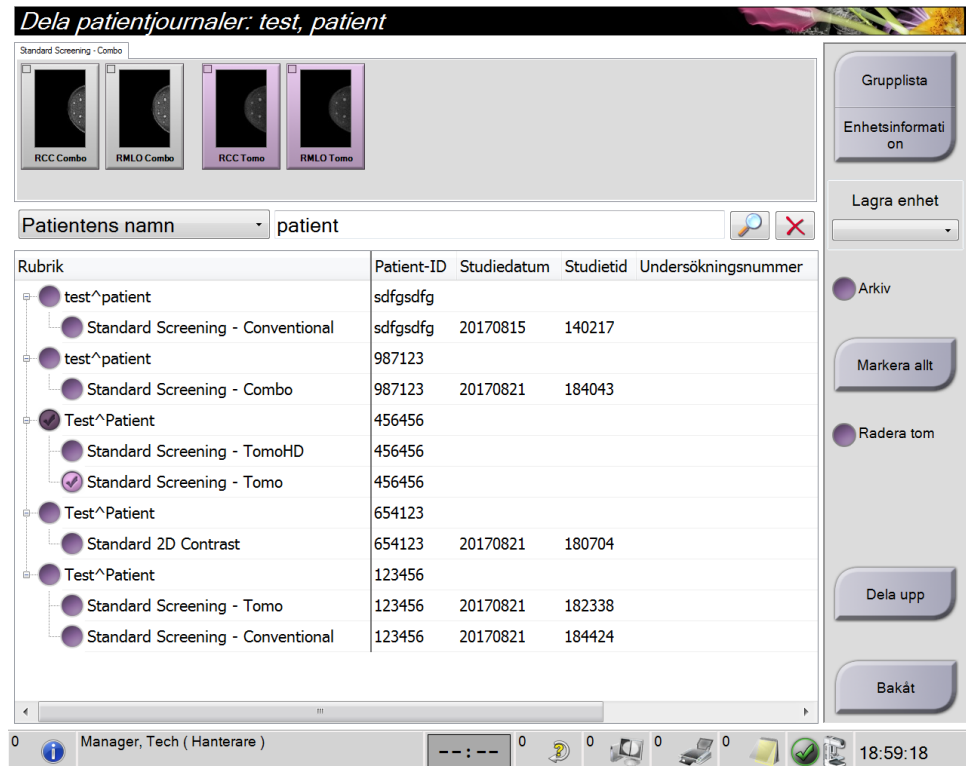 Dela patientjournaler: test, patient
Standard Screening - Combo
RCC Combo RMLO Combo RCC Tomo RMLO Tomo
Grupplista
Enhetsinformati
on
Lagra enhet
Patientens namn patient
Rubrik Patient-ID Studiedatum Studietid Undersökningsnummer
test^patient sdfgsdfg
Standard Screening - Conventional sdfgsdfg 20170815 140217
test^patient 987123
Standard Screening - Combo 987123 20170821 184043
Test^Patient 456456
Standard Screening - TomoHD 456456
Standard Screening - Tomo 456456
Test^Patient 654123
Standard 2D Contrast 654123 20170821 180704
Test^Patient 123456
Standard Screening - Tomo 123456 20170821 182338
Standard Screening - Conventional 123456 20170821 184424
Arkiv
Markera allt
Radera tom
Dela upp
Bakåt
0 Manager, Tech ( Hanterare ) --:-- 0 0 0 0 18:59:18